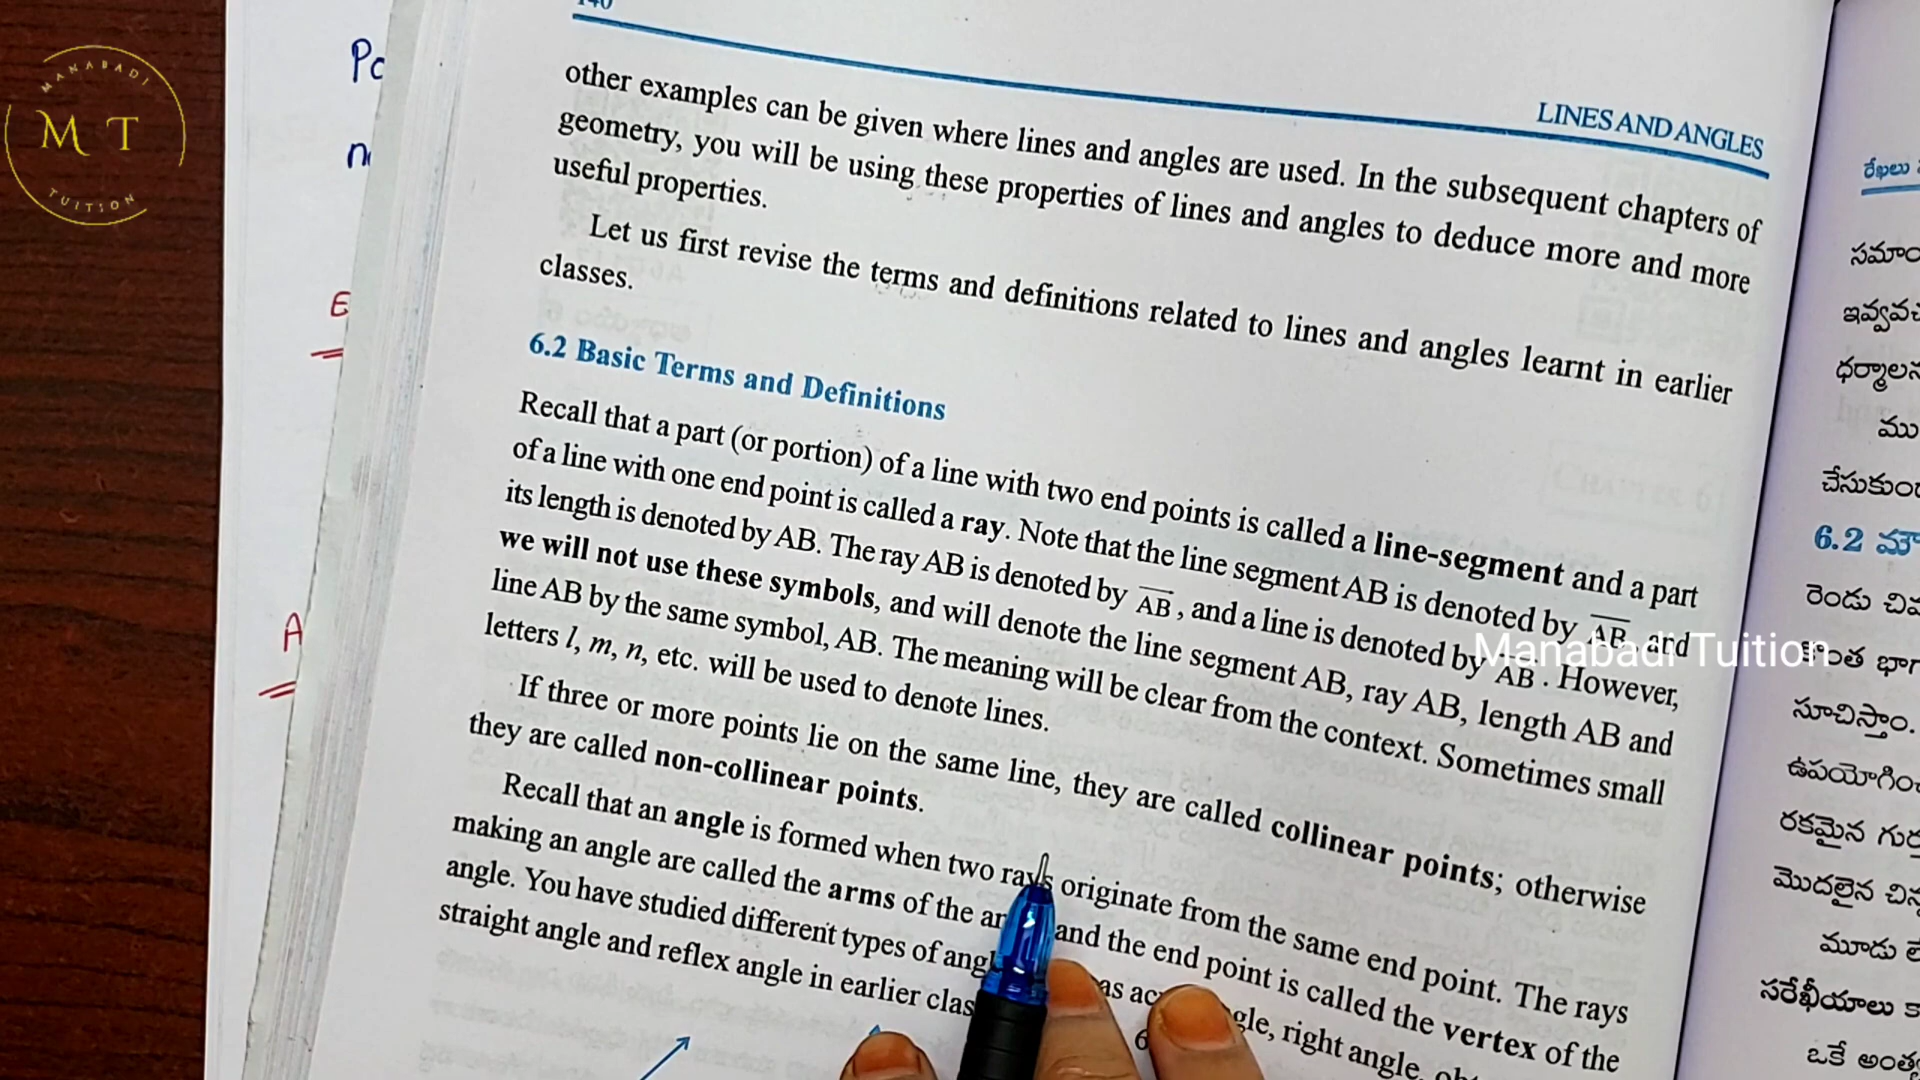 MANABADI
M T
TUITION
Pc
E
A
140
LINES AND ANGLES
other examples can be given where lines and angles are used. In the subsequent chapters of
geometry, you will be using these properties of lines and angles to deduce more and more
useful properties.
Let us first revise the terms and definitions related to lines and angles learnt in earlier
classes.
6.2 Basic Terms and Definitions
Recall that a part (or portion) of a line with two end points is called a line-segment and a part
of a line with one end point is called a ray. Note that the line segment AB is denoted by AB, and
its length is denoted by AB. The ray AB is denoted by AB, and a line is denoted by AB. However,
we will not use these symbols, and will denote the line segment AB, ray AB, length AB and
line AB by the same symbol, AB. The meaning will be clear from the context. Sometimes small
letters l, m, n, etc. will be used to denote lines.
If three or more points lie on the same line, they are called collinear points; otherwise
they are called non-collinear points.
Recall that an angle is formed when two rays originate from the same end point. The rays
making an angle are called the arms of the and the end point is called the vertex of the
angle. You have studied different types of as right angle,
straight angle and reflex angle in earlier
Manabadi Tuition
రేఖలు
6.2
రెండు
సూచిస్తాం.
రకమైన
మొదలైన
మూడు
సరేఖీయాలు
ఒకే